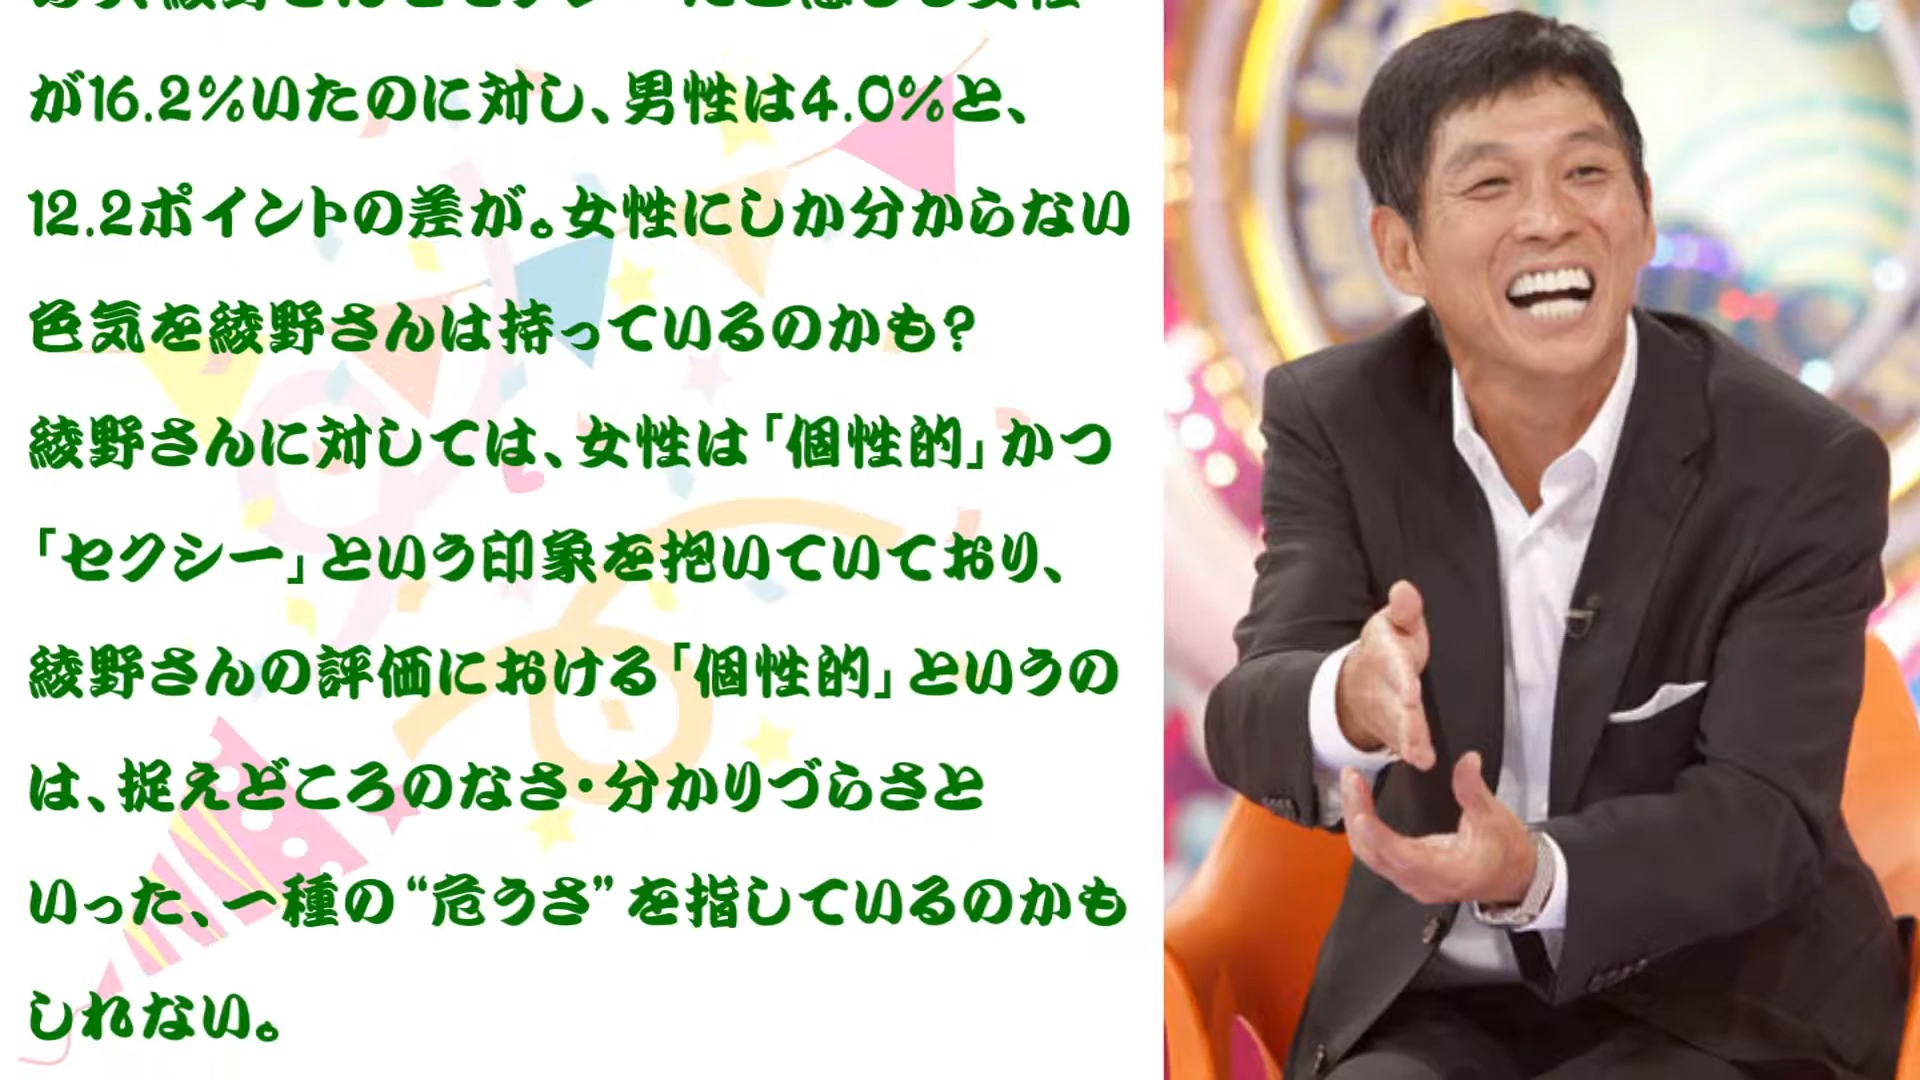 が16.2%いたのに対し、男性は4.0%と、
12.2ポイントの差が。女性にしか分からない
色気を綾野さんは持っているのかも?
綾野さんに対しては、女性は「個性的」かつ
「セクシー」という印象を抱いていており、
綾野さんの評価における「個性的」というの
は、捉えどころのなさ・分かりづらさと
いった、一種の“危うさ”を指しているのかも
しれない。